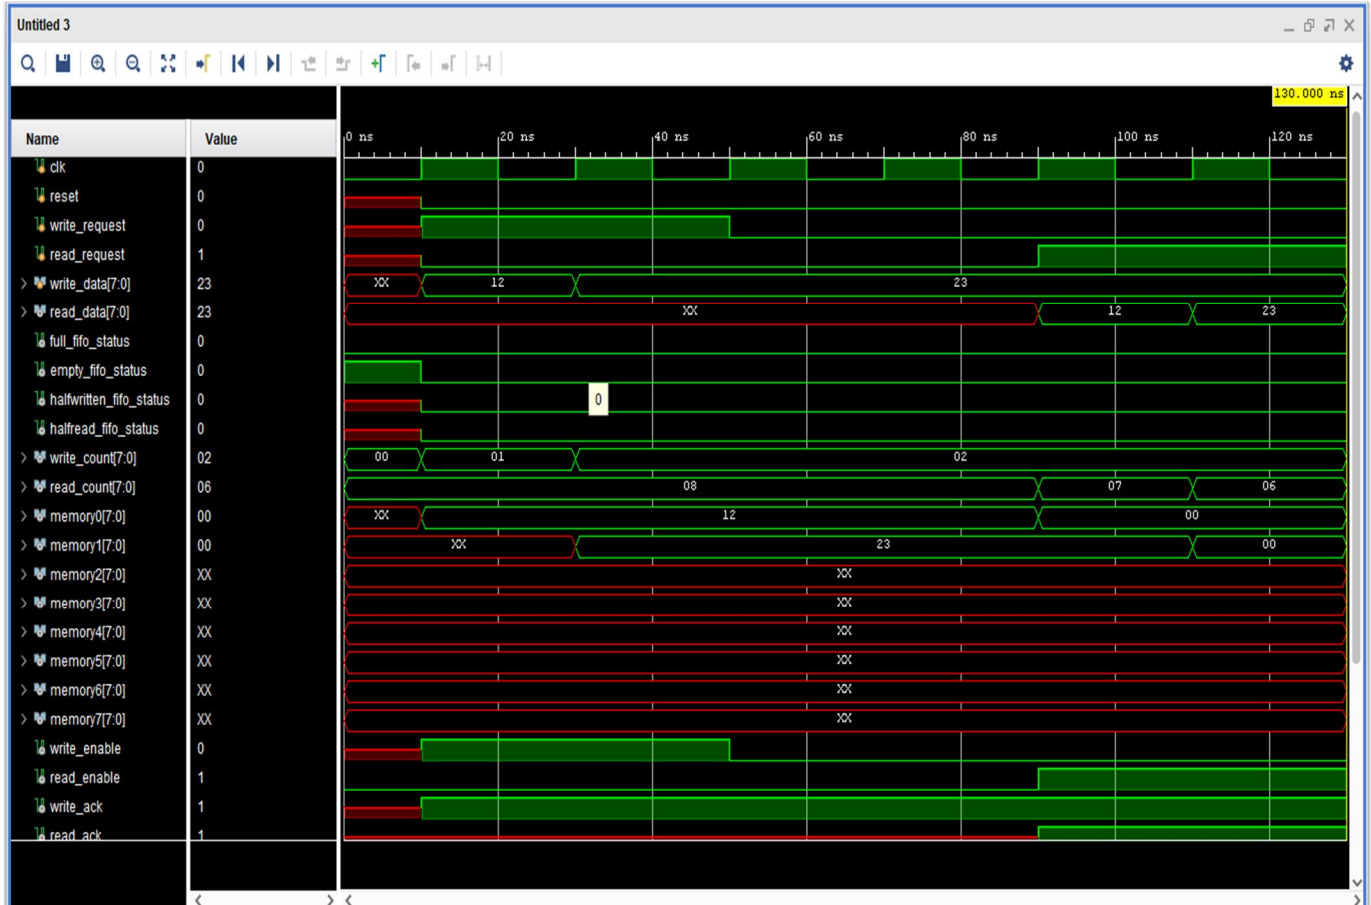 Untitled 3
130.000 ns
Name Value 0 ns 20 ns 40 ns 60 ns 80 ns 100 ns 120 ns
clk 0
reset 0
write_request 0
read_request 1
write_data[7:0] 23 XX 12 23
read_data[7:0] 23 XX 12 23
full_fifo_status 0
empty_fifo_status 0
halfwritten_fifo_status 0 0
halfread_fifo_status 0
write_count[7:0] 02 00 01 02
read_count[7:0] 06 08 07 06
memory0[7:0] 00 XX 12 00
memory1[7:0] 00 XX 23 00
memory2[7:0] XX XX
memory3[7:0] XX XX
memory4[7:0] XX XX
memory5[7:0] XX XX
memory6[7:0] XX XX
memory7[7:0] XX XX
write_enable 0
read_enable 1
write_ack 1
read_ack 1